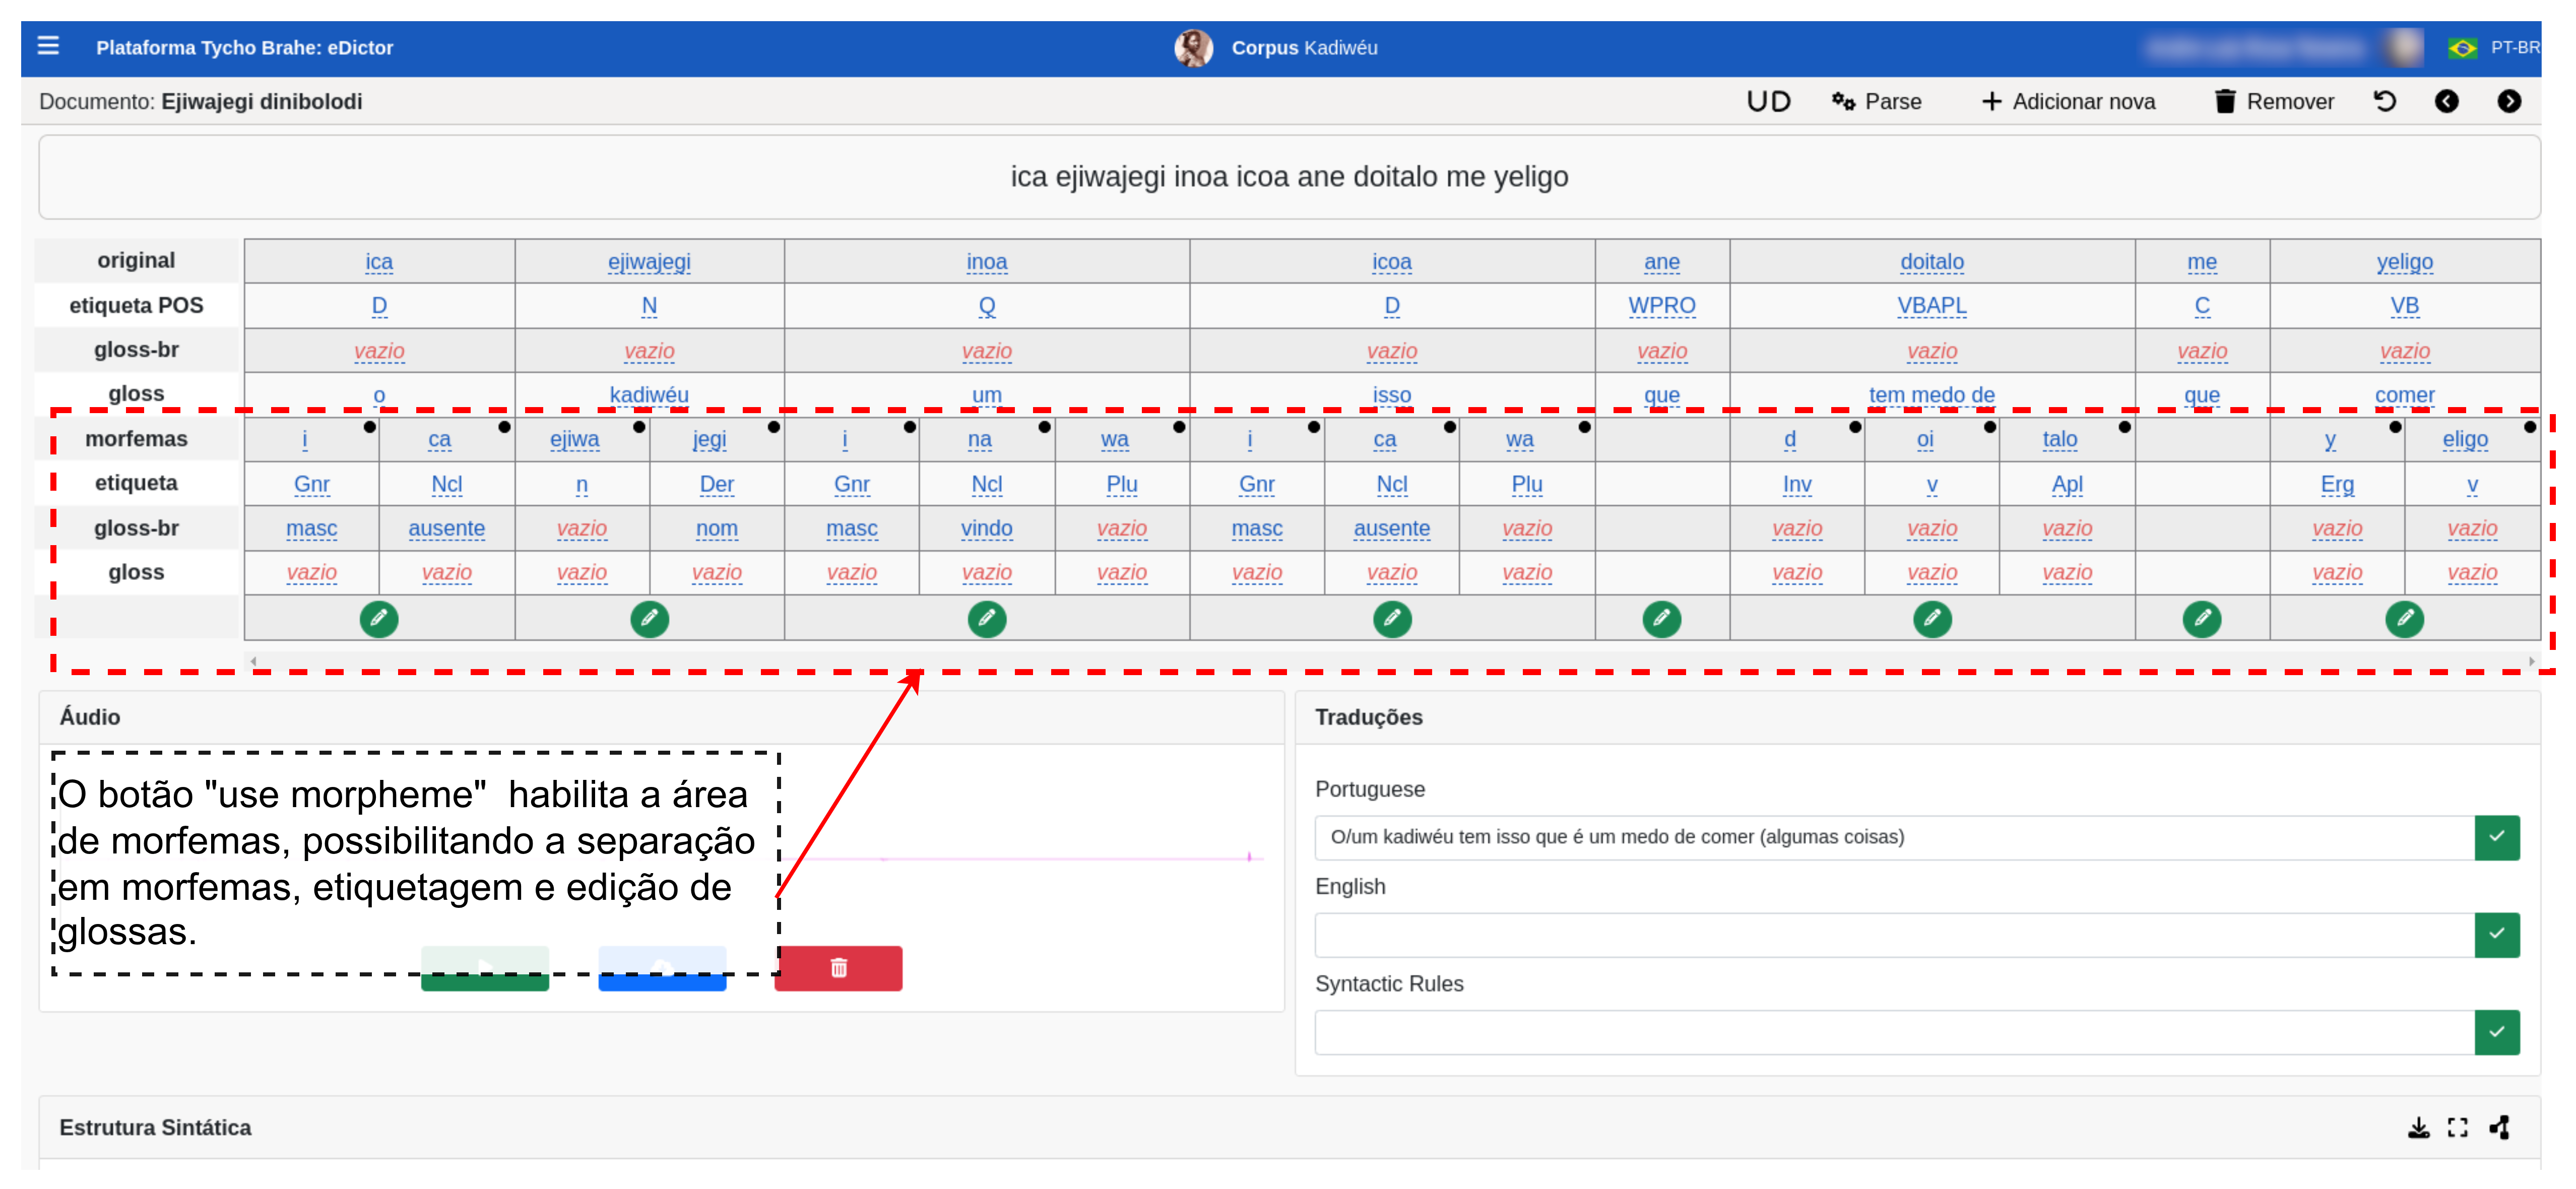 Plataforma Tycho Brahe: eDictor Corpus Kadiwéu PT-BR
Documento: Ejiwajegi dinibolodi UD Parse Adicionar nova Remover
ica ejiwajegi inoa icoa ane doitalo me yeligo
original ica ejiwajegi inoa icoa ane doitalo me yeligo
etiqueta POS D N Q D WPRO VBAPL C VB
gloss-br vazio vazio vazio vazio vazio vazio vazio vazio
gloss o kadiwéu um isso que tem medo de que comer
morfemas i ca ejiwa jegi i na wa i ca wa d oi talo y eligo
etiqueta Gnr Ncl n Der Gnr Ncl Plu Gnr Ncl Plu Inv v Apl Erg v
gloss-br masc ausente vazio nom masc vindo vazio masc ausente vazio vazio vazio vazio vazio vazio
gloss vazio vazio vazio vazio vazio vazio vazio vazio vazio vazio vazio vazio vazio vazio vazio
Áudio
O botão "use morpheme" habilita a área
de morfemas, possibilitando a separação
em morfemas, etiquetagem e edição de
glossas.
Traduções
Portuguese
O/um kadiwéu tem isso que é um medo de comer (algumas coisas)
English
Syntactic Rules
Estrutura Sintática